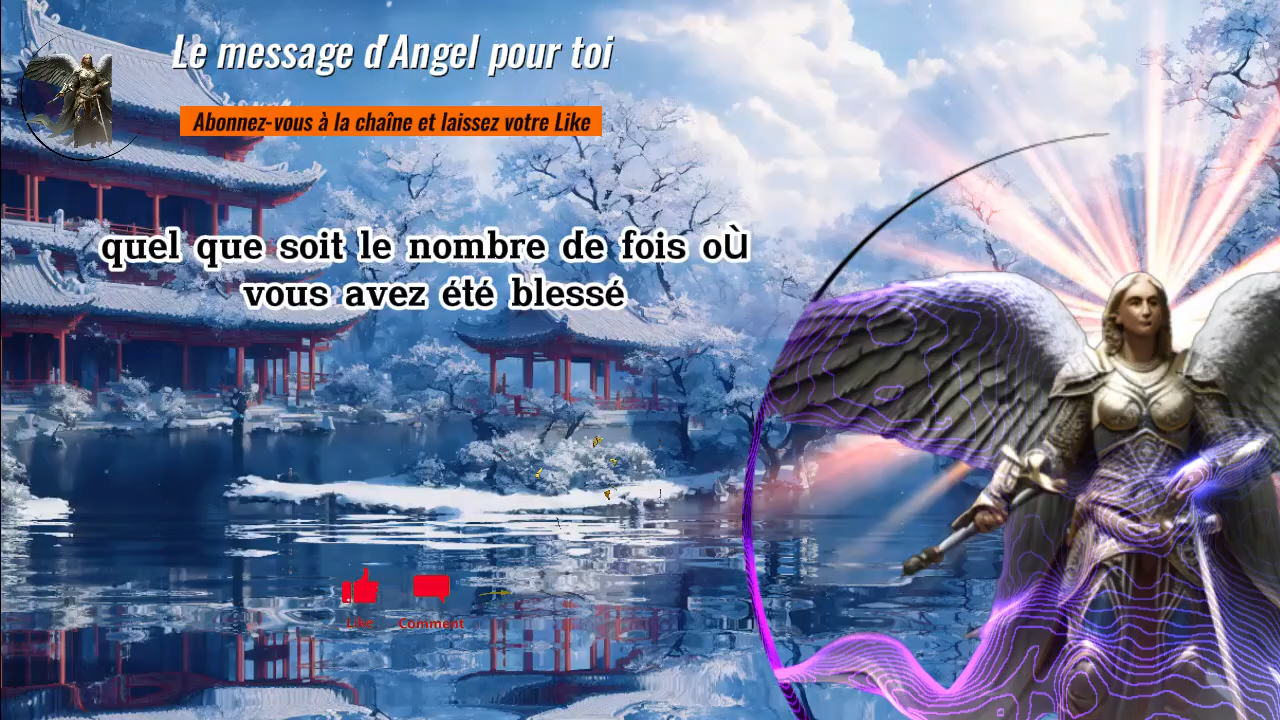 Le message d'Angel pour toi
Abonnez-vous à la chaîne et laissez votre Like
quel que soit le nombre de fois où
vous avez été blessé
Like
Comment